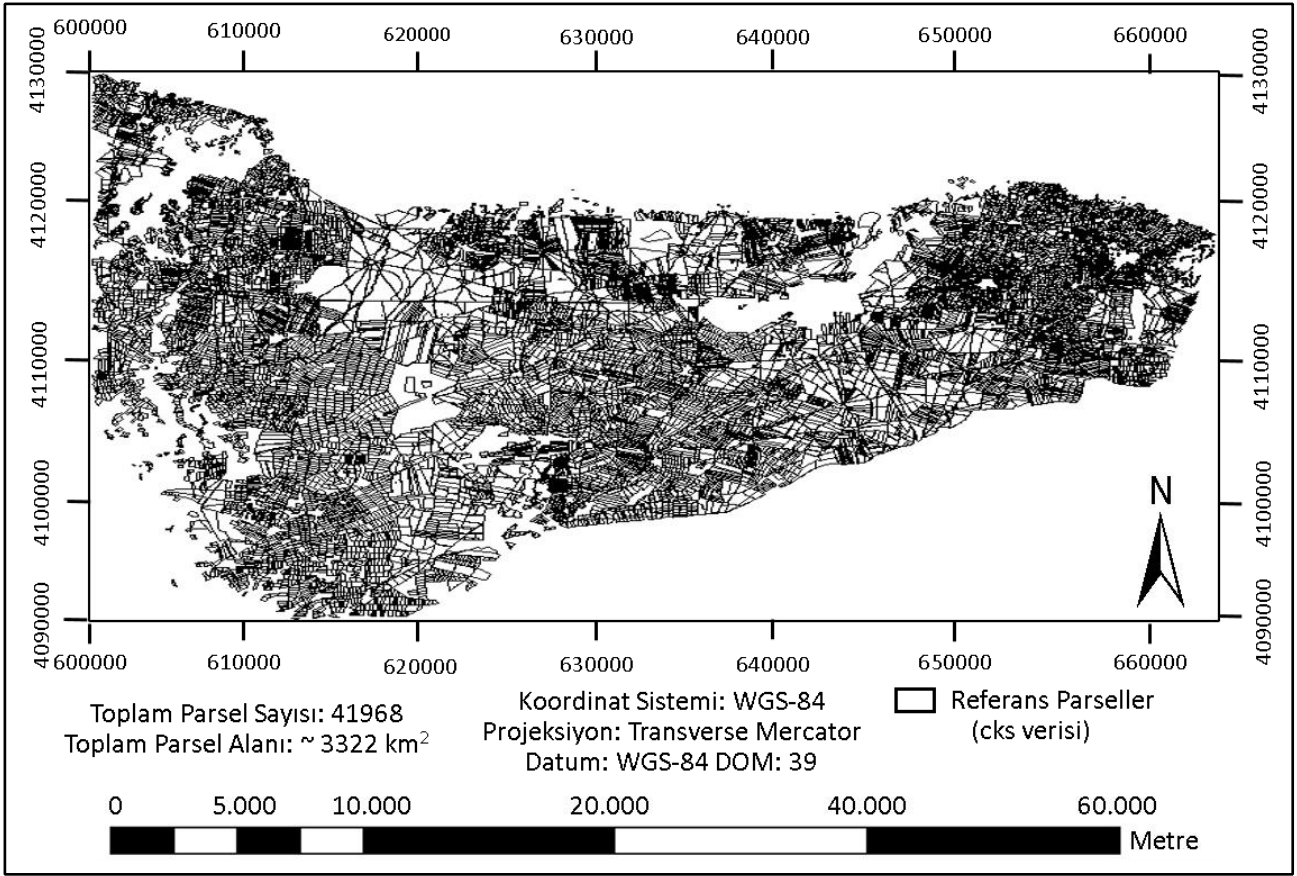 600000 610000 620000 630000 640000 650000 660000
4130000 4130000
4120000 4120000
4110000 4110000
4100000 4100000
4090000 4090000
N
600000 610000 620000 630000 640000 650000 660000
Toplam Parsel Sayısı: 41968
Toplam Parsel Alanı: ~ 3322 km²
Koordinat Sistemi: WGS-84
Projeksiyon: Transverse Mercator
Datum: WGS-84 DOM: 39
Referans Parseller
(cks verisi)
0 5.000 10.000 20.000 40.000 60.000
Metre